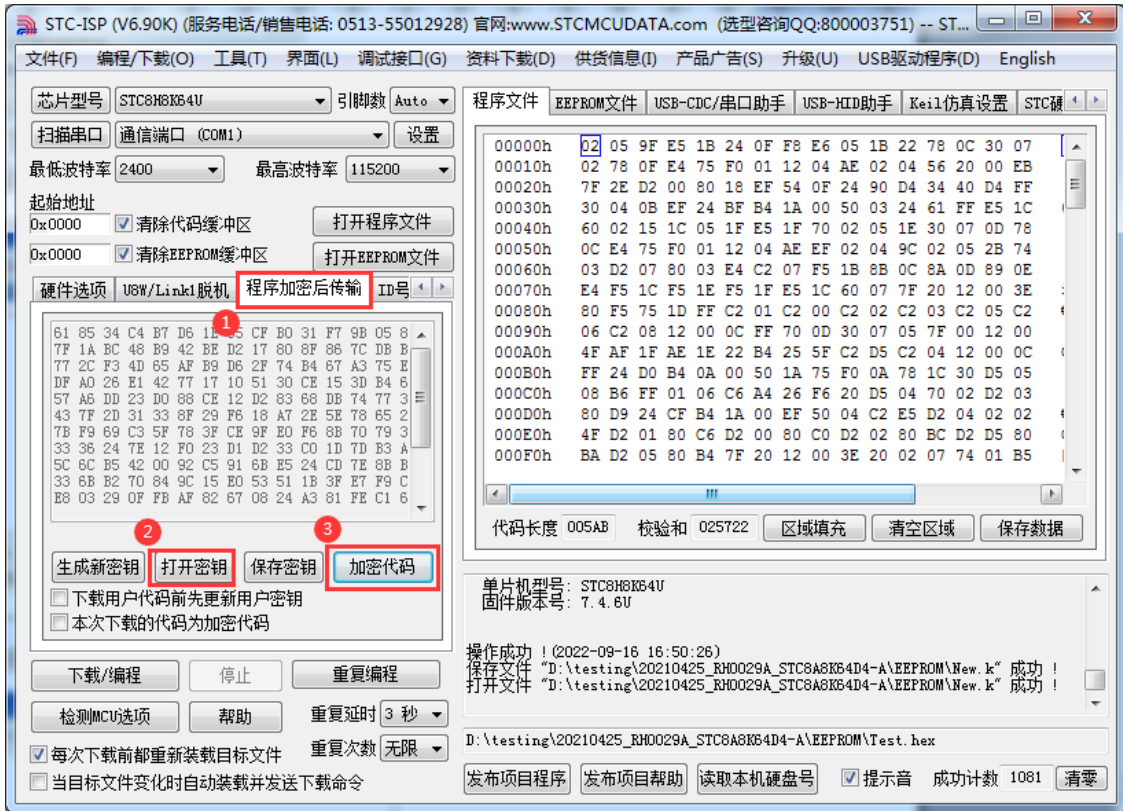 STC-ISP (V6.90K) (服务电话/销售电话: 0513-55012928) 官网:www.STCMCUDATA.com (选型咨询QQ:800003751) -- ST...
文件(F) 编程/下载(O) 工具(T) 界面(L) 调试接口(G) 资料下载(D) 供货信息(I) 产品广告(S) 升级(U) USB驱动程序(D) English
芯片型号 STC8H8K64U 引脚数 Auto
扫描串口 通信端口 (COM1) 设置
最低波特率 2400 最高波特率 115200
起始地址
0x0000 清除代码缓冲区 打开程序文件
0x0000 清除EEPROM缓冲区 打开EEPROM文件
硬件选项 U8W/Link1脱机 程序加密后传输 ID号
1
61 85 34 C4 B7 D6 CF B0 31 F7 9B 05 8
7F 1A BC 48 B9 42 BE D2 17 80 8F 86 7C DB B
77 2C F3 4D 65 AF B9 D6 2F 74 B4 67 A3 75 E
DF A0 26 E1 42 77 17 10 51 30 CE 15 3D B4 6
57 A6 DD 23 D0 88 CE 12 D2 83 68 DB 74 77 3
43 7F 2D 31 33 8F 29 F6 18 A7 2E 5E 78 65 2
7B F9 69 C3 5F 78 3F CE 9F E0 F6 8B 70 79 3
33 36 24 7E 12 F0 23 D1 D2 33 C0 1D 7D B3 A
5C 6C B5 42 00 92 C5 91 6B E5 24 CD 7E 8B B
33 6B B2 70 84 9C 15 E0 53 51 1B 3F E7 F9 C
E8 03 29 0F FB AF 82 67 08 24 A3 81 FE C1 6
2 3
生成新密钥 打开密钥 保存密钥 加密代码
下载用户代码前先更新用户密钥
本次下载的代码为加密代码
下载/编程 停止 重复编程
检测MCU选项 帮助 重复延时 3 秒
每次下载前都重新装载目标文件 重复次数 无限
当目标文件变化时自动装载并发送下载命令
程序文件 EEPROM文件 USB-CDC/串口助手 USB-HID助手 Keil仿真设置 STC硬
00000h 02 05 9F E5 1B 24 0F F8 E6 05 1B 22 78 0C 30 07
00010h 02 78 0F E4 75 F0 01 12 04 AE 02 04 56 20 00 EB
00020h 7F 2E D2 00 80 18 EF 54 0F 24 90 D4 34 40 D4 FF
00030h 30 04 0B EF 24 BF B4 1A 00 50 03 24 61 FF E5 1C
00040h 60 02 15 1C 05 1F E5 1F 70 02 05 1E 30 07 0D 78
00050h 0C E4 75 F0 01 12 04 AE EF 02 04 9C 02 05 2B 74
00060h 03 D2 07 80 03 E4 C2 07 F5 1B 8B 0C 8A 0D 89 0E
00070h E4 F5 1C F5 1E F5 1F E5 1C 60 07 7F 20 12 00 3E
00080h 80 F5 75 1D FF C2 01 C2 00 C2 02 C2 03 C2 05 C2
00090h 06 C2 08 12 00 0C FF 70 0D 30 07 05 7F 00 12 00
000A0h 4F AF 1F AE 1E 22 B4 25 5F C2 D5 C2 04 12 00 0C
000B0h FF 24 D0 B4 0A 00 50 1A 75 F0 0A 78 1C 30 D5 05
000C0h 08 B6 FF 01 06 C6 A4 26 F6 20 D5 04 70 02 D2 03
000D0h 80 D9 24 CF B4 1A 00 EF 50 04 C2 E5 D2 04 02 02
000E0h 4F D2 01 80 C6 D2 00 80 C0 D2 02 80 BC D2 D5 80
000F0h BA D2 05 80 B4 7F 20 12 00 3E 20 02 07 74 01 B5
代码长度 005AB 校验和 025722 区域填充 清空区域 保存数据
单片机型号: STC8H8K64U
固件版本号: 7.4.6U
操作成功 !(2022-09-16 16:50:26)
保存文件 "D:\testing\20210425_RH0029A_STC8A8K64D4-A\EEPROM\New.k" 成功 !
打开文件 "D:\testing\20210425_RH0029A_STC8A8K64D4-A\EEPROM\New.k" 成功 !
D:\testing\20210425_RH0029A_STC8A8K64D4-A\EEPROM\Test.hex
发布项目程序 发布项目帮助 读取本机硬盘号 提示音 成功计数 1081 清零